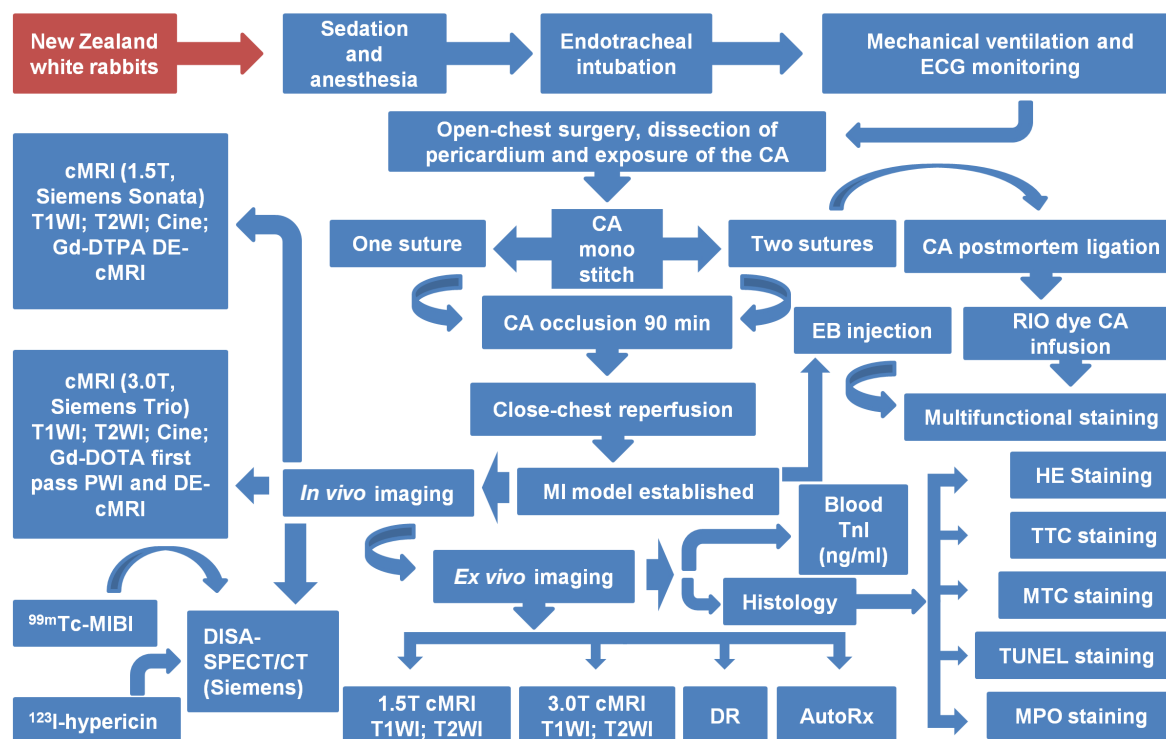 New Zealand
white rabbits
Sedation
and
anesthesia
Endotracheal
intubation
Mechanical ventilation and
ECG monitoring
Open-chest surgery, dissection of
pericardium and exposure of the CA
cMRI (1.5T,
Siemens Sonata)
T1WI; T2WI; Cine;
Gd-DTPA DE-
cMRI
One suture
CA
mono
stitch
Two sutures
CA postmortem ligation
CA occlusion 90 min
EB injection
RIO dye CA
infusion
cMRI (3.0T,
Siemens Trio)
T1WI; T2WI; Cine;
Gd-DOTA first
pass PWI and DE-
cMRI
Close-chest reperfusion
Multifunctional staining
In vivo imaging
MI model established
Blood
TnI
(ng/ml)
HE Staining
TTC staining
Ex vivo imaging
Histology
MTC staining
TUNEL staining
MPO staining
99mTc-MIBI
123I-hypericin
DISA-
SPECT/CT
(Siemens)
1.5T cMRI
T1WI; T2WI
3.0T cMRI
T1WI; T2WI
DR
AutoRx